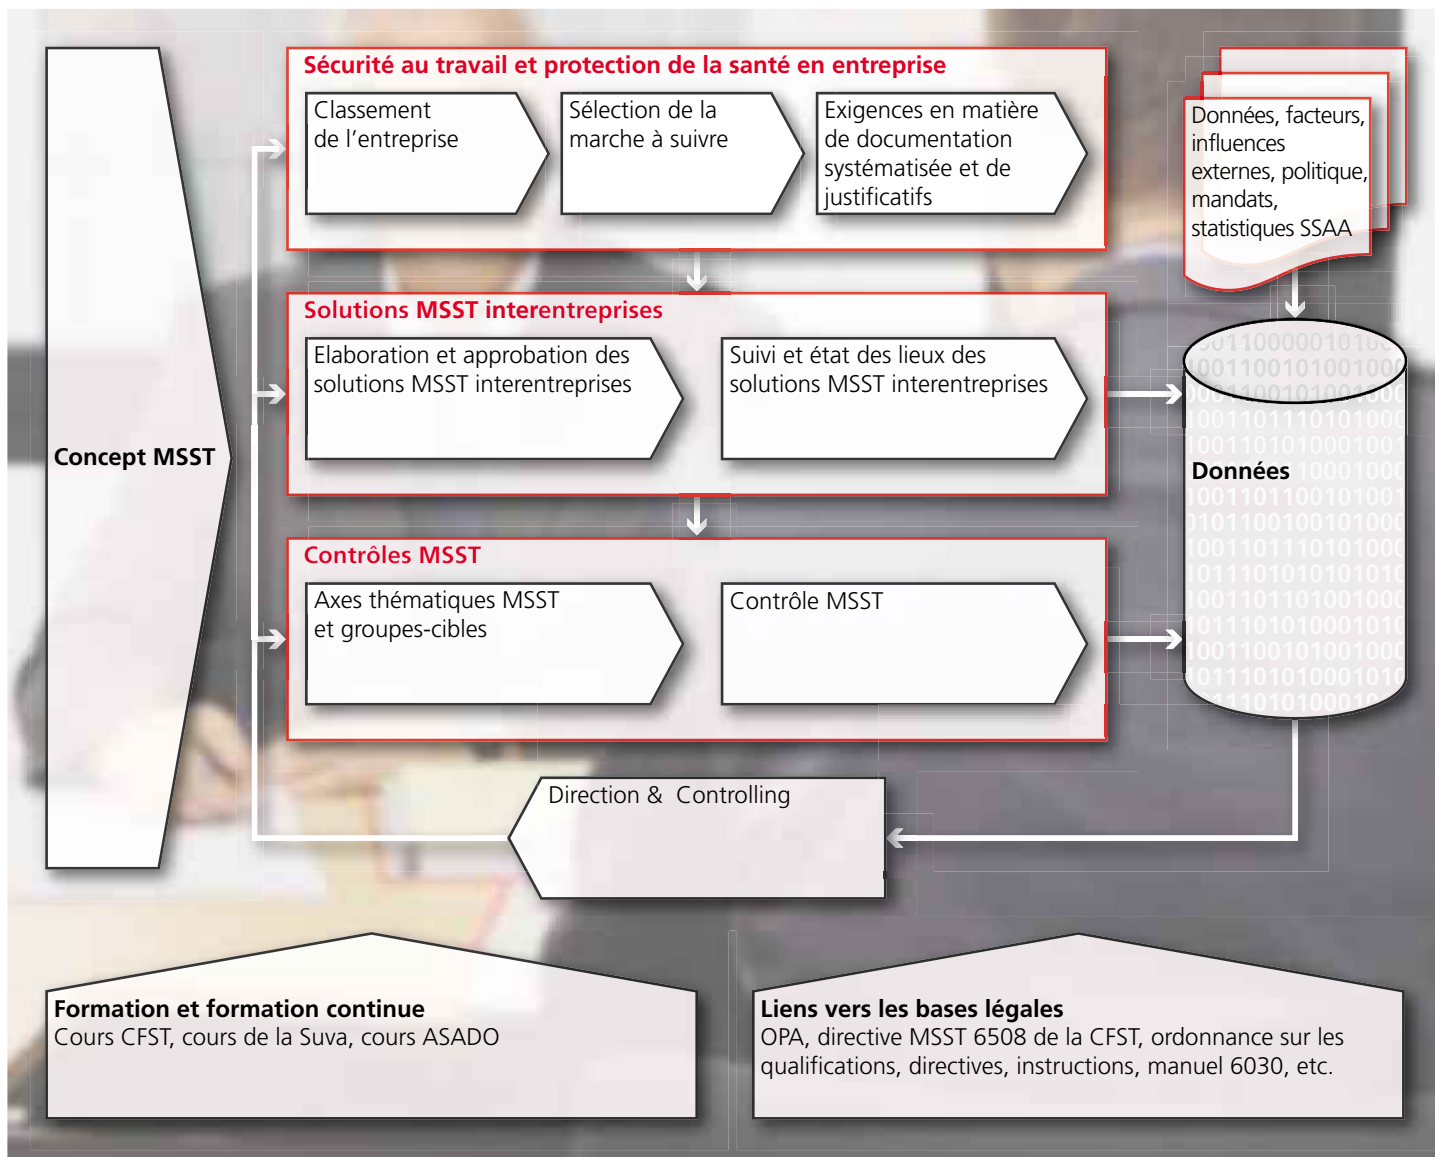 Concept MSST
Sécurité au travail et protection de la santé en entreprise
Classement
de l'entreprise
Sélection de la
marche à suivre
Exigences en matière
de documentation
systématisée et de
justificatifs
Données, facteurs,
influences
externes, politique,
mandats,
statistiques SSAA
Solutions MSST interentreprises
Elaboration et approbation des
solutions MSST interentreprises
Suivi et état des lieux des
solutions MSST interentreprises
Données
Contrôles MSST
Axes thématiques MSST
et groupes-cibles
Contrôle MSST
Direction & Controlling
Formation et formation continue
Cours CFST, cours de la Suva, cours ASADO
Liens vers les bases légales
OPA, directive MSST 6508 de la CFST, ordonnance sur les
qualifications, directives, instructions, manuel 6030, etc.